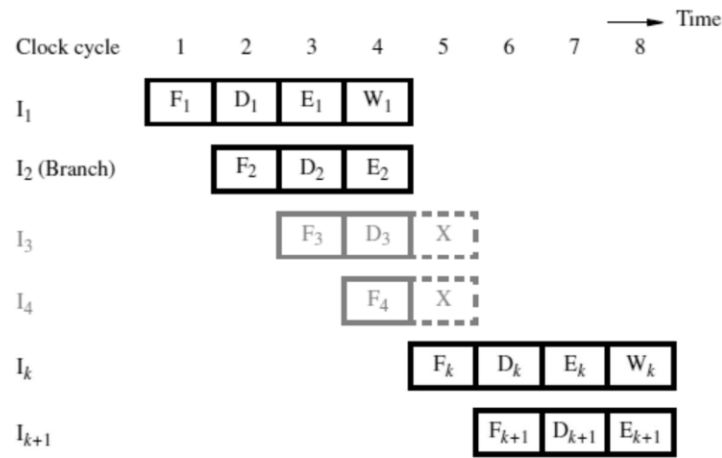 Time
Clock cycle 1 2 3 4 5 6 7 8
I1 F1 D1 E1 W1
I2 (Branch) F2 D2 E2
I3 F3 D3 X
I4 F4 X
Ik Fk Dk Ek Wk
Ik+1 Fk+1 Dk+1 Ek+1